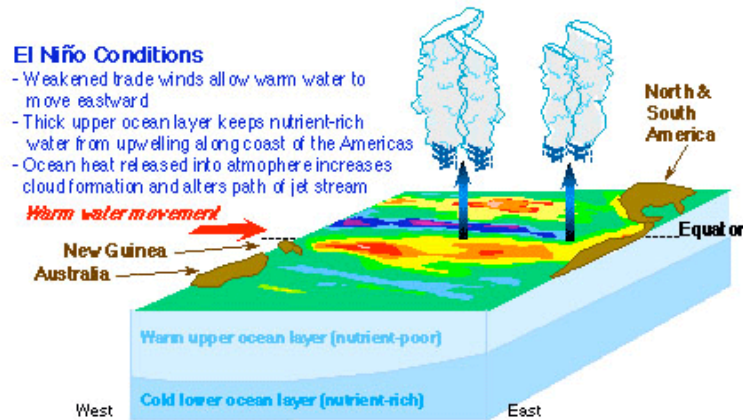 El Niño Conditions
- Weakened trade winds allow warm water to
move eastward
- Thick upper ocean layer keeps nutrient-rich
water from upwelling along coast of the Americas
- Ocean heat released into atmophere increases
cloud formation and alters path of jet stream
Warm water movement
New Guinea
Australia
North &
South
America
Equator
Warm upper ocean layer (nutrient-poor)
Cold lower ocean layer (nutrient-rich)
West
East